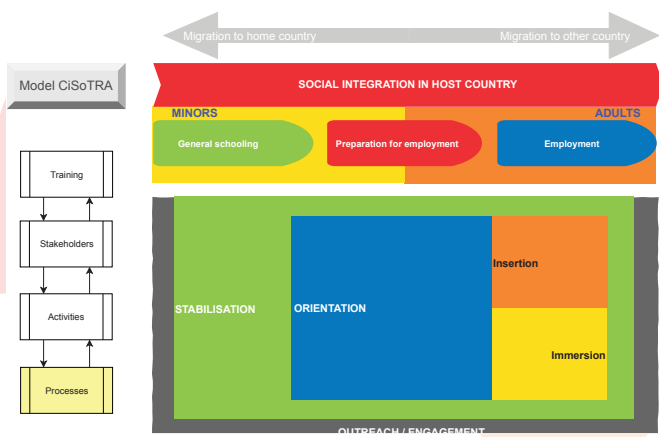 Migration to home country
Migration to other country
Model CiSoTRA
SOCIAL INTEGRATION IN HOST COUNTRY
MINORS
ADULTS
General schooling
Preparation for employment
Employment
Training
Stakeholders
Activities
Processes
Insertion
STABILISATION
ORIENTATION
Immersion
OUTREACH / ENGAGEMENT